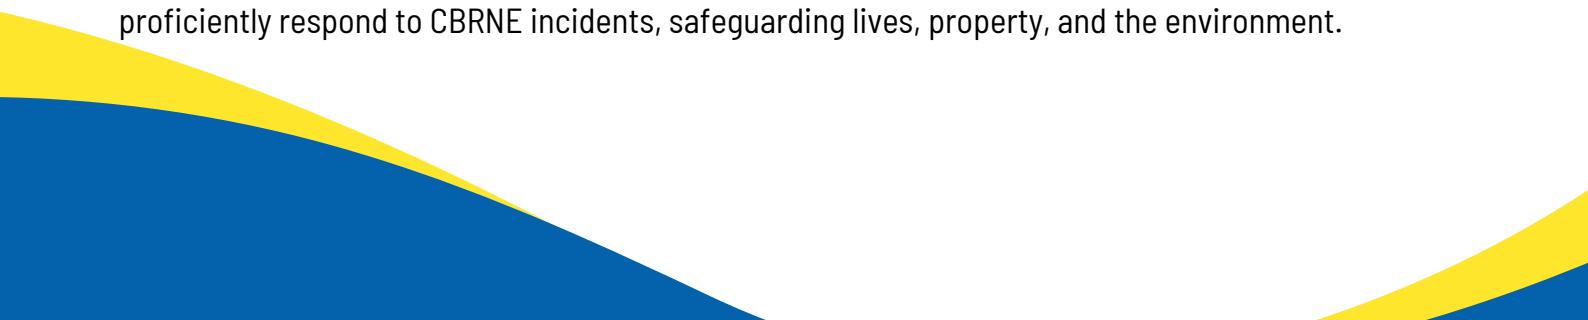 proficiently respond to CBRNE incidents, safeguarding lives, property, and the environment.